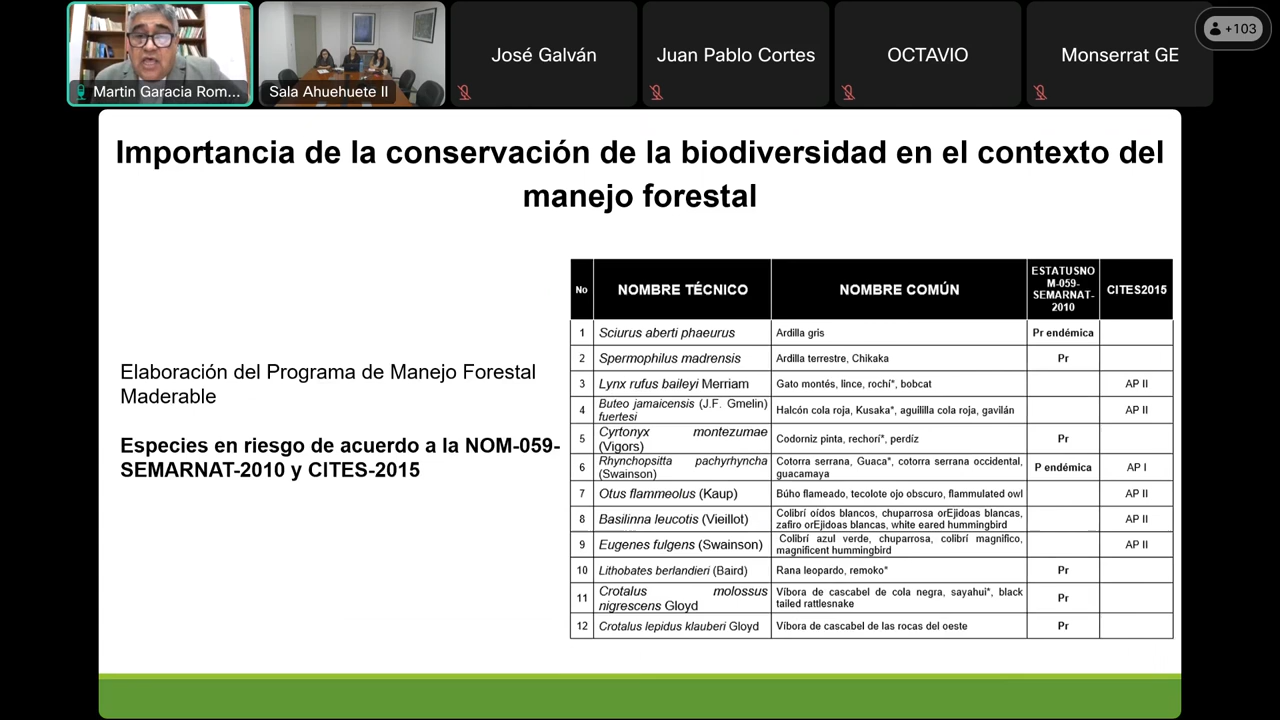 Martin Garacia Rom...
Sala Ahuehuete II
José Galván
Juan Pablo Cortes
OCTAVIO
Monserrat GE
+103
Importancia de la conservación de la biodiversidad en el contexto del
manejo forestal
Elaboración del Programa de Manejo Forestal
Maderable
Especies en riesgo de acuerdo a la NOM-059-
SEMARNAT-2010 y CITES-2015
No NOMBRE TÉCNICO NOMBRE COMÚN ESTATUSNO M-059- SEMARNAT- 2010 CITES2015
1 Sciurus aberti phaeurus Ardilla gris Pr endémica
2 Spermophilus madrensis Ardilla terrestre, Chikaka Pr
3 Lynx rufus baileyi Merriam Gato montés, lince, rochí*, bobcat AP II
4 Buteo jamaicensis (J.F. Gmelin) fuertesi Halcón cola roja, Kusaka*, aguililla cola roja, gavilán AP II
5 Cyrtonyx montezumae (Vigors) Codorniz pinta, rechorí*, perdíz Pr
6 Rhynchopsitta pachyrhyncha (Swainson) Cotorra serrana, Guaca*, cotorra serrana occidental, guacamaya P endémica AP I
7 Otus flammeolus (Kaup) Búho flameado, tecolote ojo obscuro, flammulated owl AP II
8 Basilinna leucotis (Vieillot) Colibrí oídos blancos, chuparrosa orEjidoas blancas, zafiro orEjidoas blancas, white eared hummingbird AP II
9 Eugenes fulgens (Swainson) Colibrí azul verde, chuparrosa, colibrí magnifico, magnificent hummingbird AP II
10 Lithobates berlandieri (Baird) Rana leopardo, remoko* Pr
11 Crotalus molossus nigrescens Gloyd Víbora de cascabel de cola negra, sayahui*, black tailed rattlesnake Pr
12 Crotalus lepidus klauberi Gloyd Víbora de cascabel de las rocas del oeste Pr